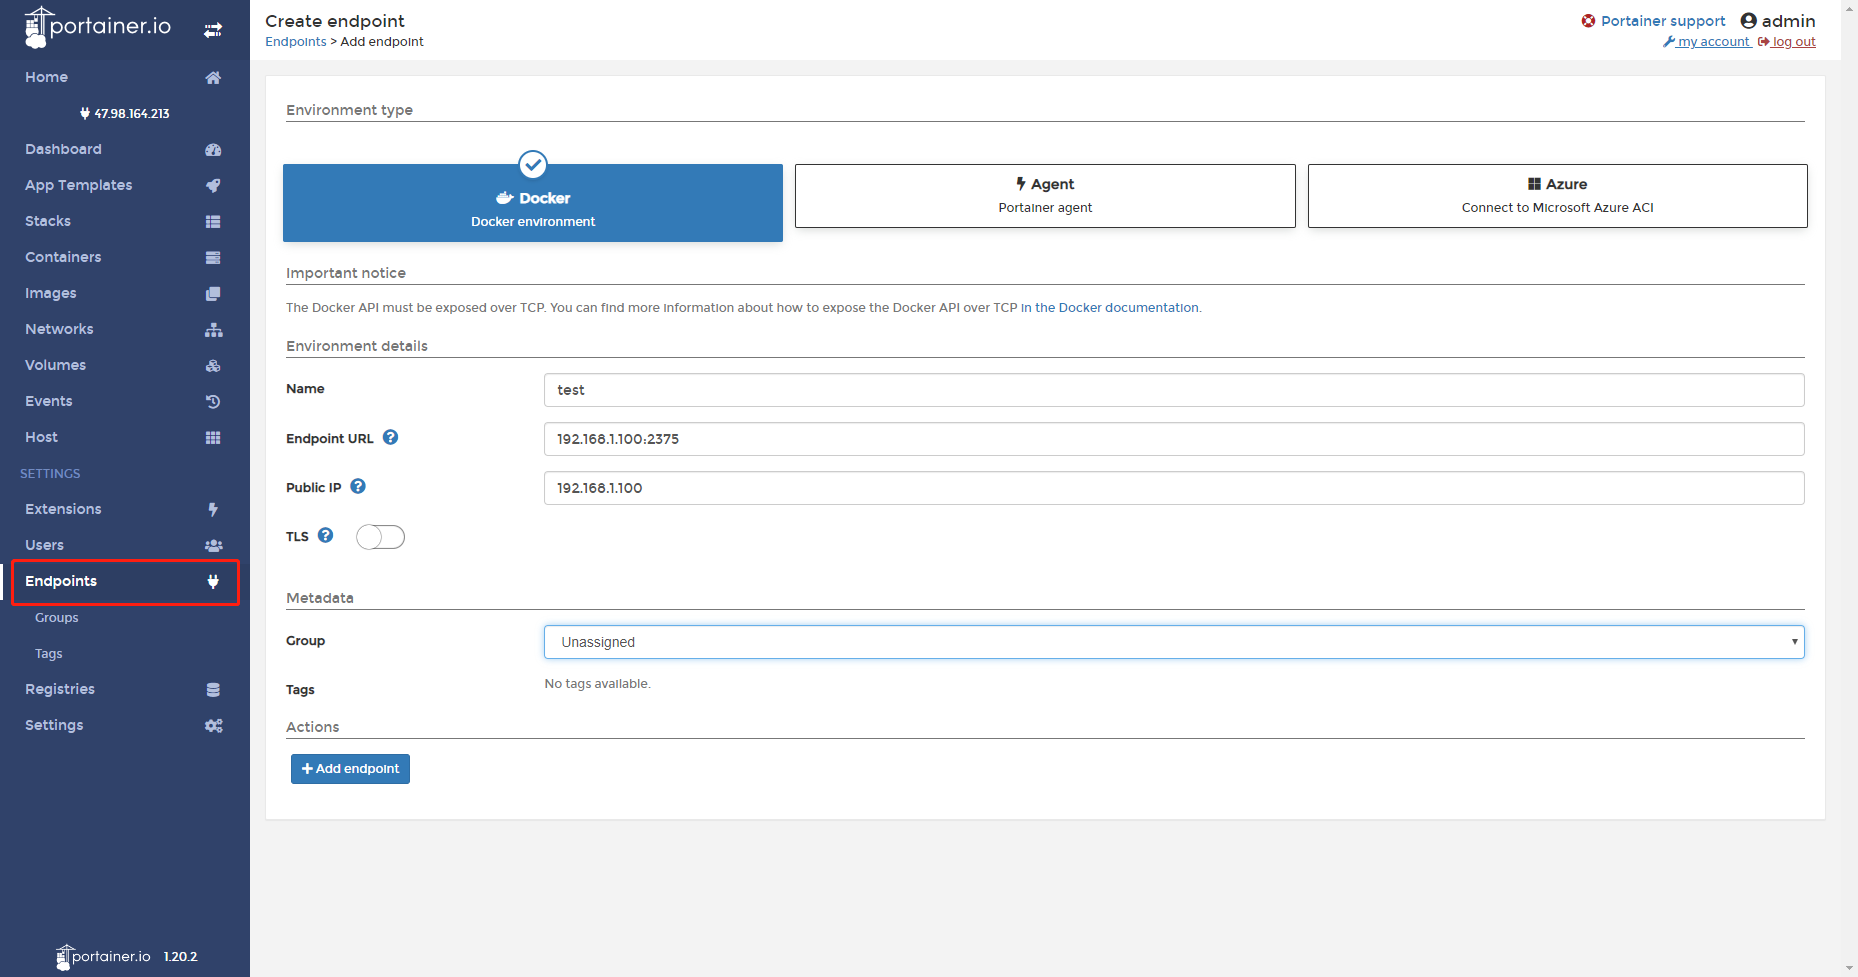 portainer.io
Home
47.98.164.213
Dashboard
App Templates
Stacks
Containers
Images
Networks
Volumes
Events
Host
SETTINGS
Extensions
Users
Endpoints
Groups
Tags
Registries
Settings
portainer.io 1.20.2
Create endpoint
Endpoints > Add endpoint
Portainer support admin
my account log out
Environment type
Docker
Docker environment
Agent
Portainer agent
Azure
Connect to Microsoft Azure ACI
Important notice
The Docker API must be exposed over TCP. You can find more information about how to expose the Docker API over TCP in the Docker documentation.
Environment details
Name test
Endpoint URL ? 192.168.1.100:2375
Public IP ? 192.168.1.100
TLS ?
Metadata
Group Unassigned
Tags No tags available.
Actions
+ Add endpoint